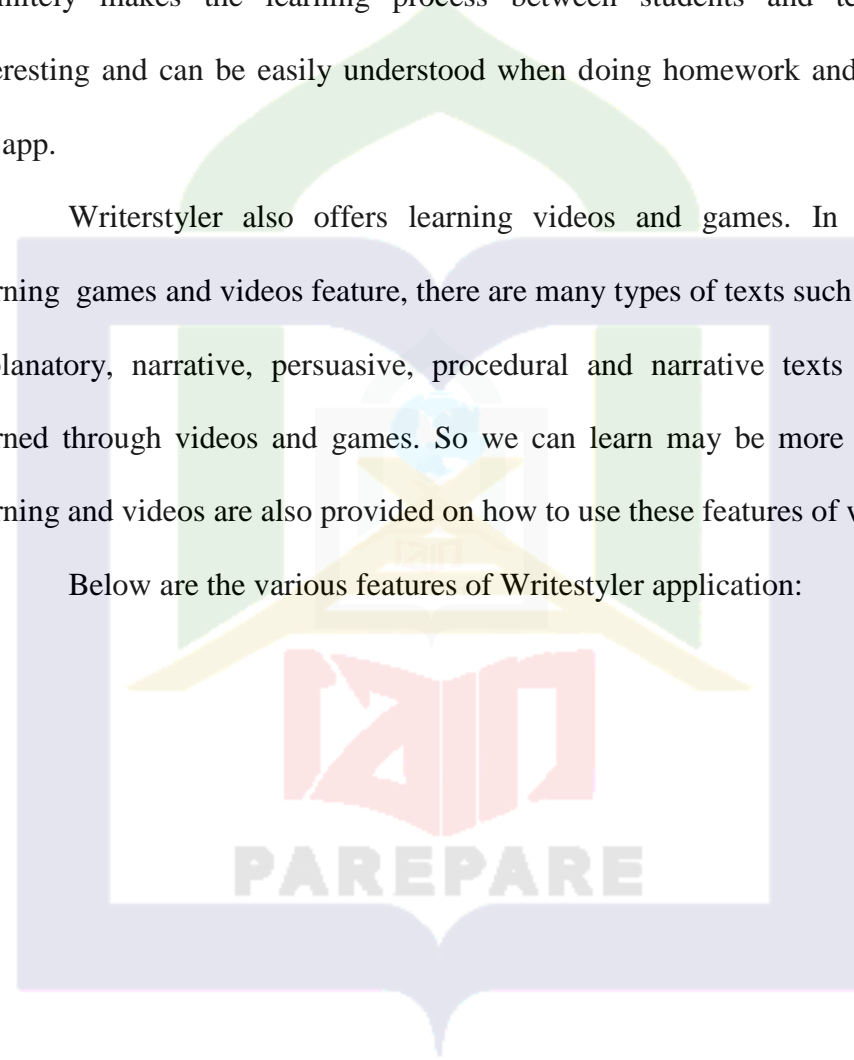 makes the learning process between students and
eresting and can be easily understood when doing homework and
app.
Writerstyler also offers learning videos and games. In
rning games and videos feature, there are many types of texts such
planatory, narrative, persuasive, procedural and narrative texts
rned through videos and games. So we can learn may be more
rning and videos are also provided on how to use these features of
Below are the various features of Writestyler application:
iain
PAREPARE